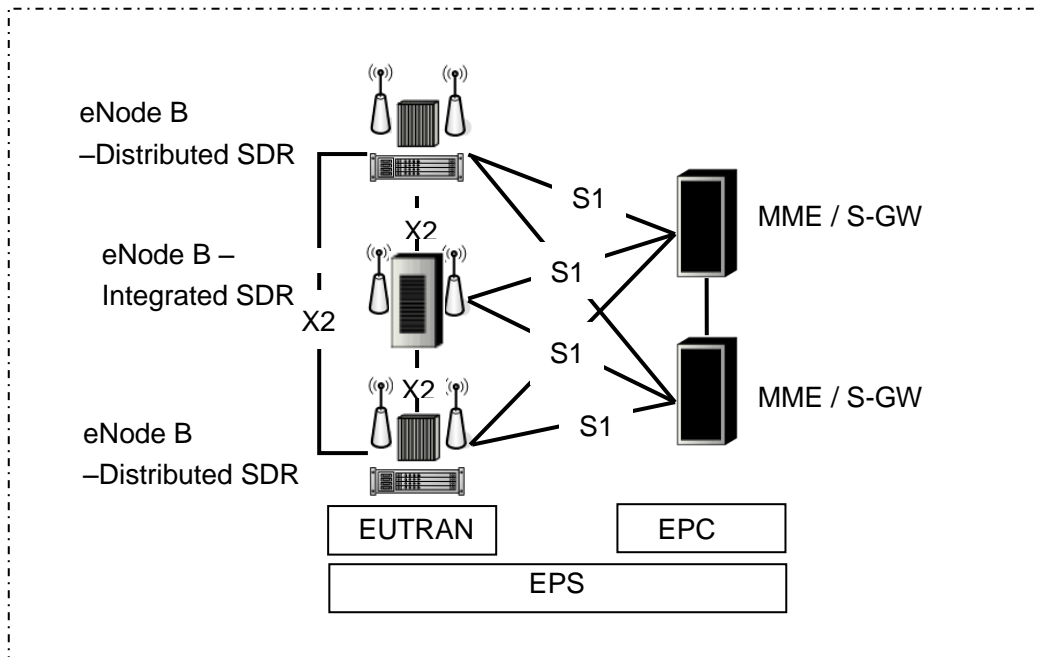 eNode B
–Distributed SDR
S1
MME / S-GW
X2
eNode B –
Integrated SDR
S1
X2
S1
X2
MME / S-GW
S1
eNode B
–Distributed SDR
EUTRAN
EPC
EPS